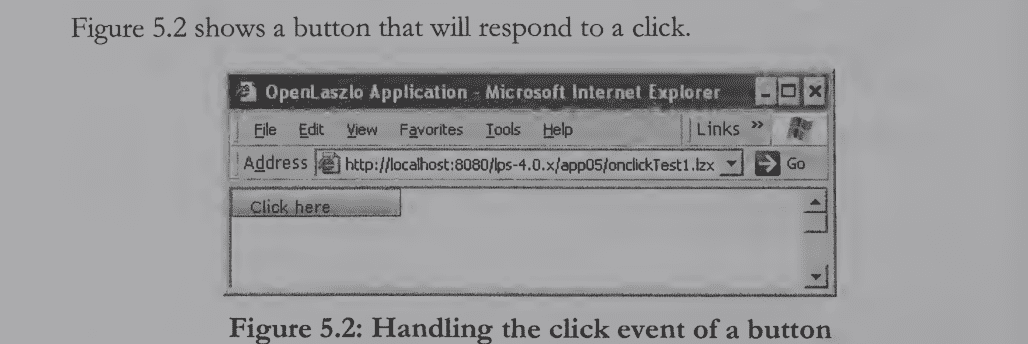 Figure 5.2 shows a button that will respond to a click.
OpenLaszlo Application - Microsoft Internet Explorer
File Edit View Favorites Tools Help Links »
Address http://localhost:8080/lps-4.0.x/app05/onclickTest1.lzx Go
Click here
Figure 5.2: Handling the click event of a button